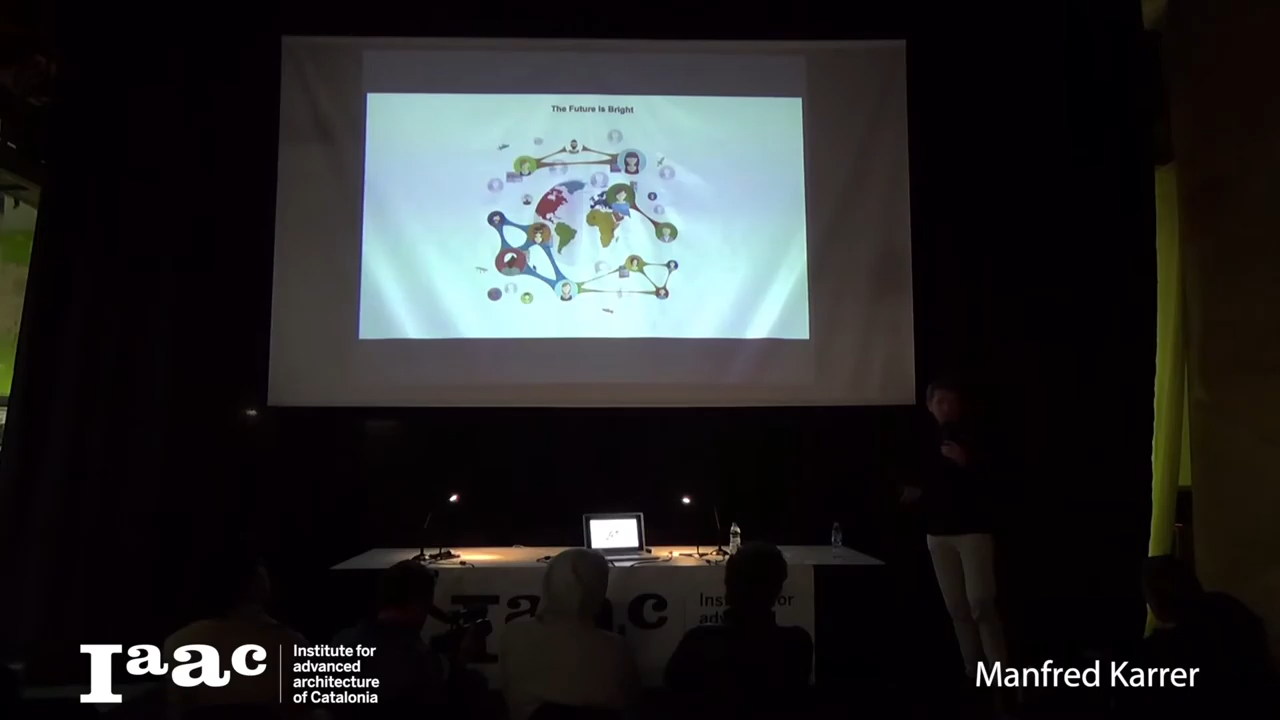 The Future Is Bright
Iaac
Institute for
advanced
architecture
of Catalonia
Manfred Karrer